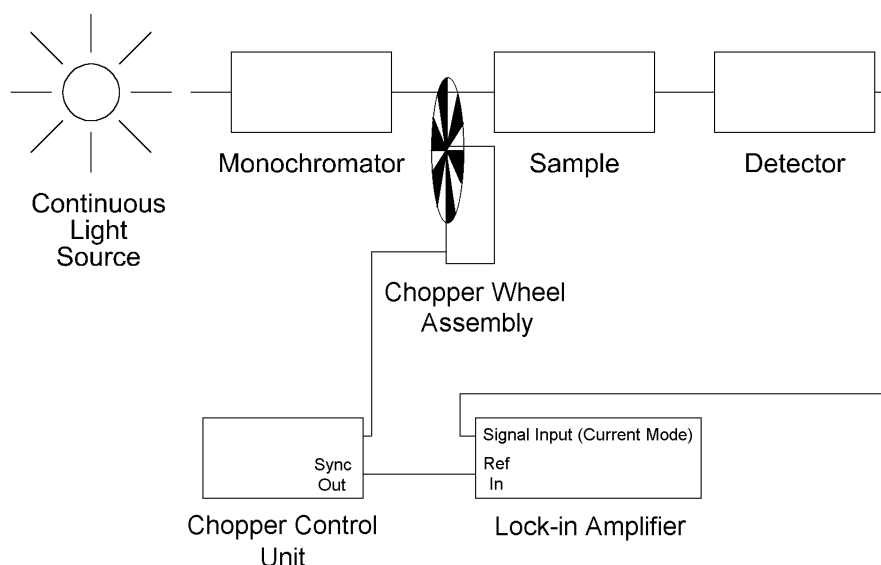 Monochromator
Sample
Detector
Continuous
Light
Source
Chopper Wheel
Assembly
Signal Input (Current Mode)
Sync
Out
Ref
In
Chopper Control
Unit
Lock-in Amplifier